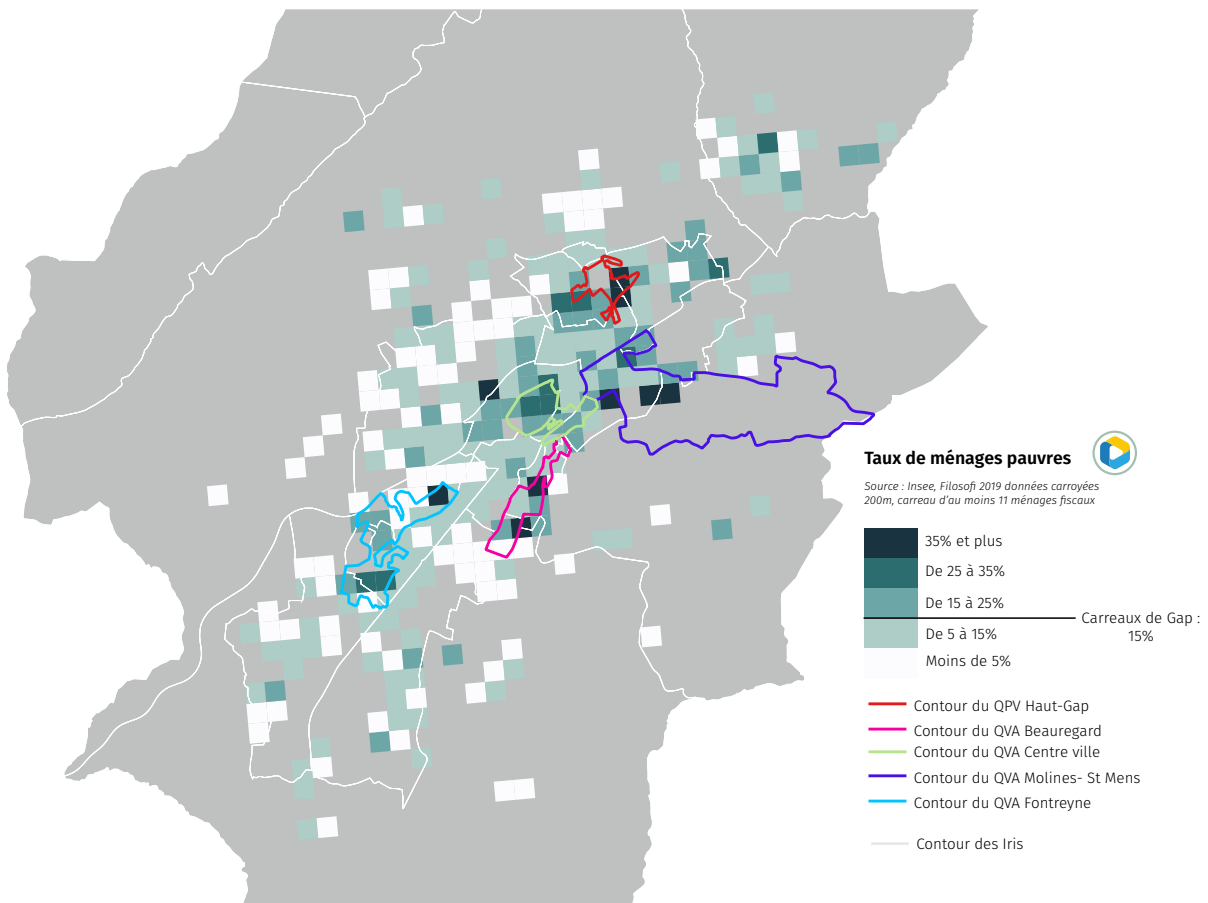 Taux de ménages pauvres
Source : Insee, Filosofi 2019 données carroyées
200m, carreau d'au moins 11 ménages fiscaux
35% et plus
De 25 à 35%
De 15 à 25%
Carreaux de Gap :
15%
De 5 à 15%
Moins de 5%
Contour du QPV Haut-Gap
Contour du QVA Beauregard
Contour du QVA Centre ville
Contour du QVA Molines- St Mens
Contour du QVA Fontreyne
Contour des Iris